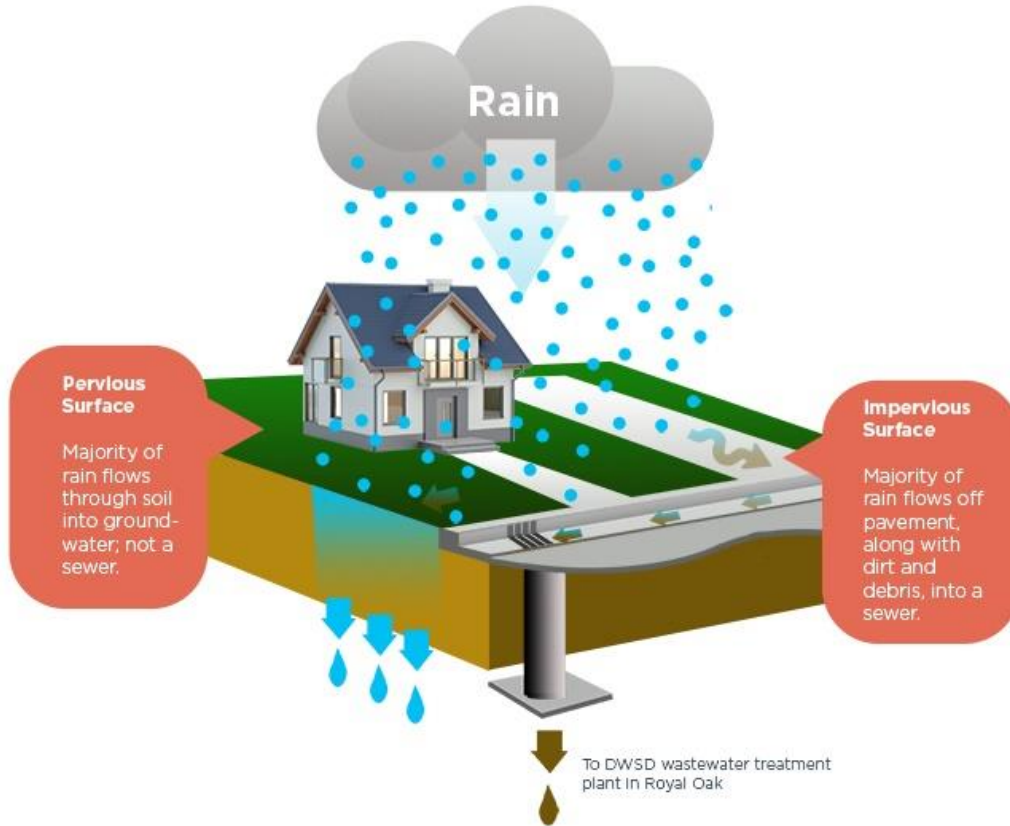 Rain
Pervious
Surface
Majority of
rain flows
through soil
into ground-
water; not a
sewer.
Impervious
Surface
Majority of
rain flows off
pavement,
along with
dirt and
debris, into a
sewer.
To DWSD wastewater treatment
plant in Royal Oak